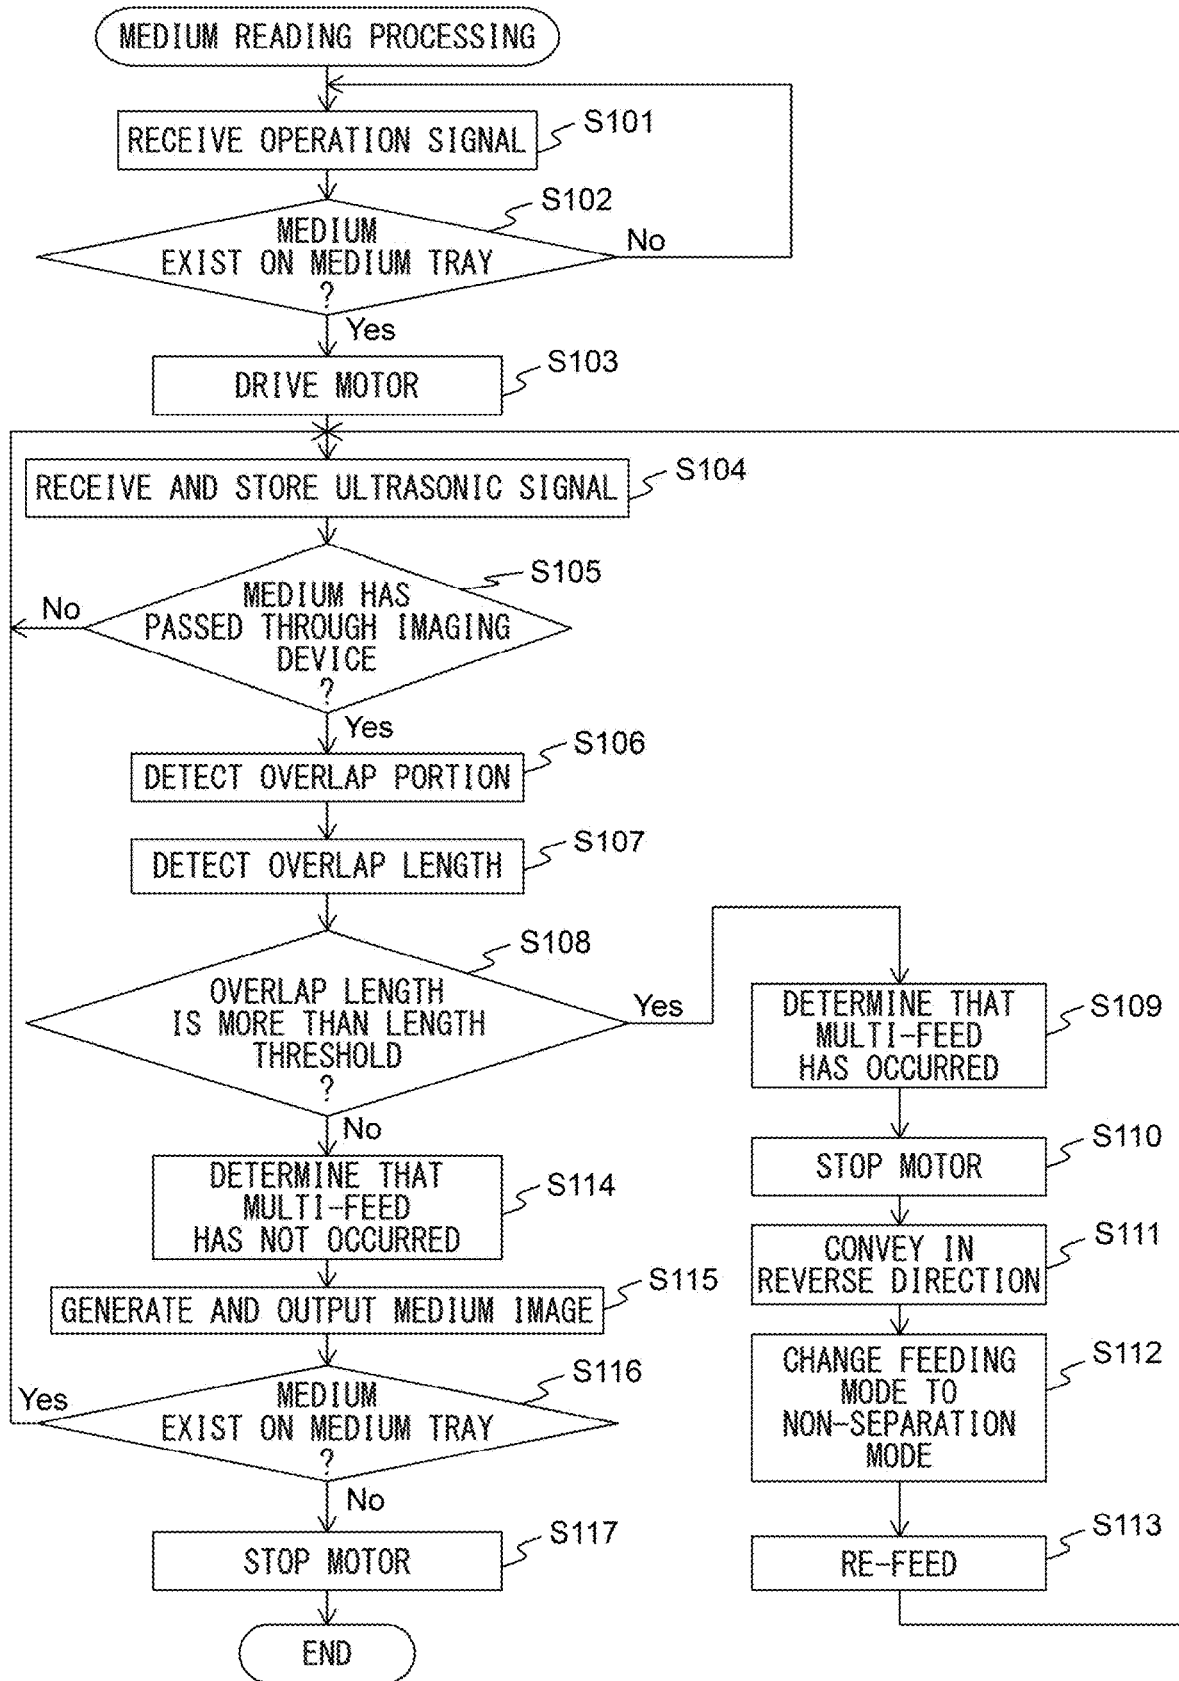 MEDIUM READING PROCESSING
RECEIVE OPERATION SIGNAL
S101
MEDIUM
EXIST ON MEDIUM TRAY
?
S102
No
Yes
DRIVE MOTOR
S103
RECEIVE AND STORE ULTRASONIC SIGNAL
S104
MEDIUM HAS
PASSED THROUGH IMAGING
DEVICE
?
S105
No
Yes
DETECT OVERLAP PORTION
S106
DETECT OVERLAP LENGTH
S107
OVERLAP LENGTH
IS MORE THAN LENGTH
THRESHOLD
?
S108
Yes
No
DETERMINE THAT
MULTI-FEED
HAS OCCURRED
S109
STOP MOTOR
S110
CONVEY IN
REVERSE DIRECTION
S111
CHANGE FEEDING
MODE TO
NON-SEPARATION
MODE
S112
RE-FEED
S113
DETERMINE THAT
MULTI-FEED
HAS NOT OCCURRED
S114
GENERATE AND OUTPUT MEDIUM IMAGE
S115
MEDIUM
EXIST ON MEDIUM TRAY
?
S116
Yes
No
STOP MOTOR
S117
END